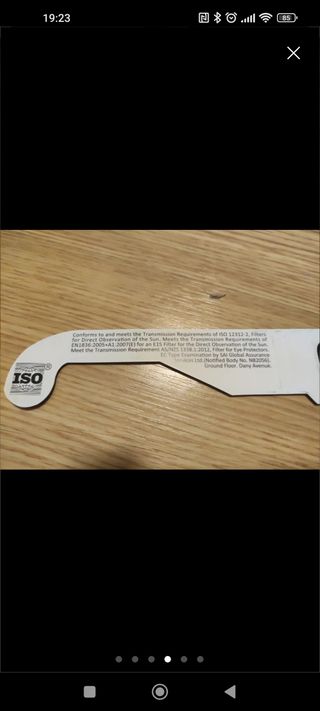 19:23
85
Conforms to and meets the Transmission Requirements of ISO 12312-2, Filters
for Direct Observation of the Sun. Meets the Transmission Requirements of
EN1836:2005+A1:2007(E) for an E15 Filter for the Direct Observation of the Sun.
Meet the Transmission Requirement AS/NZS 1338.1:2012, Filter for Eye Protectors.
EC Type Examination by SAI Global Assurance
Services Ltd.(Notified Body No. NB2056).
Ground Floor. Dany Avenuk.
ISO